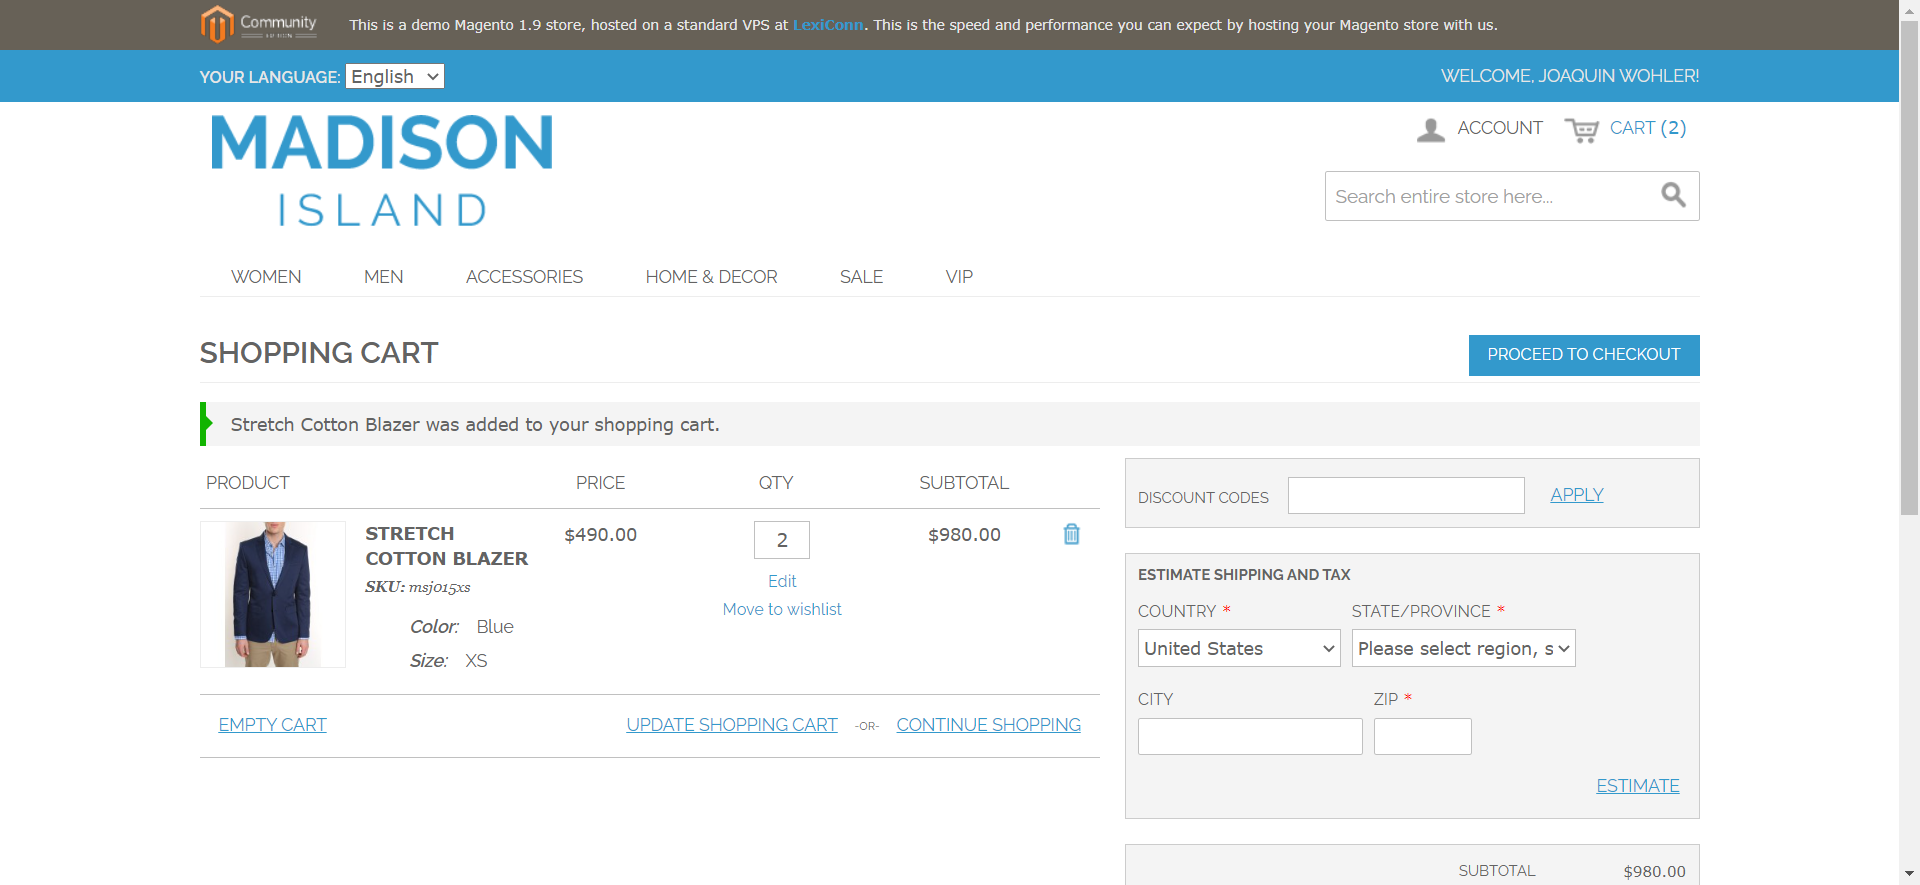 Community
This is a demo Magento 1.9 store, hosted on a standard VPS at LexiConn. This is the speed and performance you can expect by hosting your Magento store with us.
YOUR LANGUAGE: English
WELCOME, JOAQUIN WOHLER!
MADISON
ISLAND
ACCOUNT CART (2)
Search entire store here...
WOMEN MEN ACCESSORIES HOME & DECOR SALE VIP
SHOPPING CART
PROCEED TO CHECKOUT
Stretch Cotton Blazer was added to your shopping cart.
PRODUCT PRICE QTY SUBTOTAL
STRETCH
COTTON BLAZER
SKU: msj015xs
Color: Blue
Size: XS
$490.00
2
Edit
Move to wishlist
$980.00
EMPTY CART UPDATE SHOPPING CART -OR- CONTINUE SHOPPING
DISCOUNT CODES APPLY
ESTIMATE SHIPPING AND TAX
COUNTRY * STATE/PROVINCE *
United States Please select region, s
CITY ZIP *
ESTIMATE
SUBTOTAL $980.00